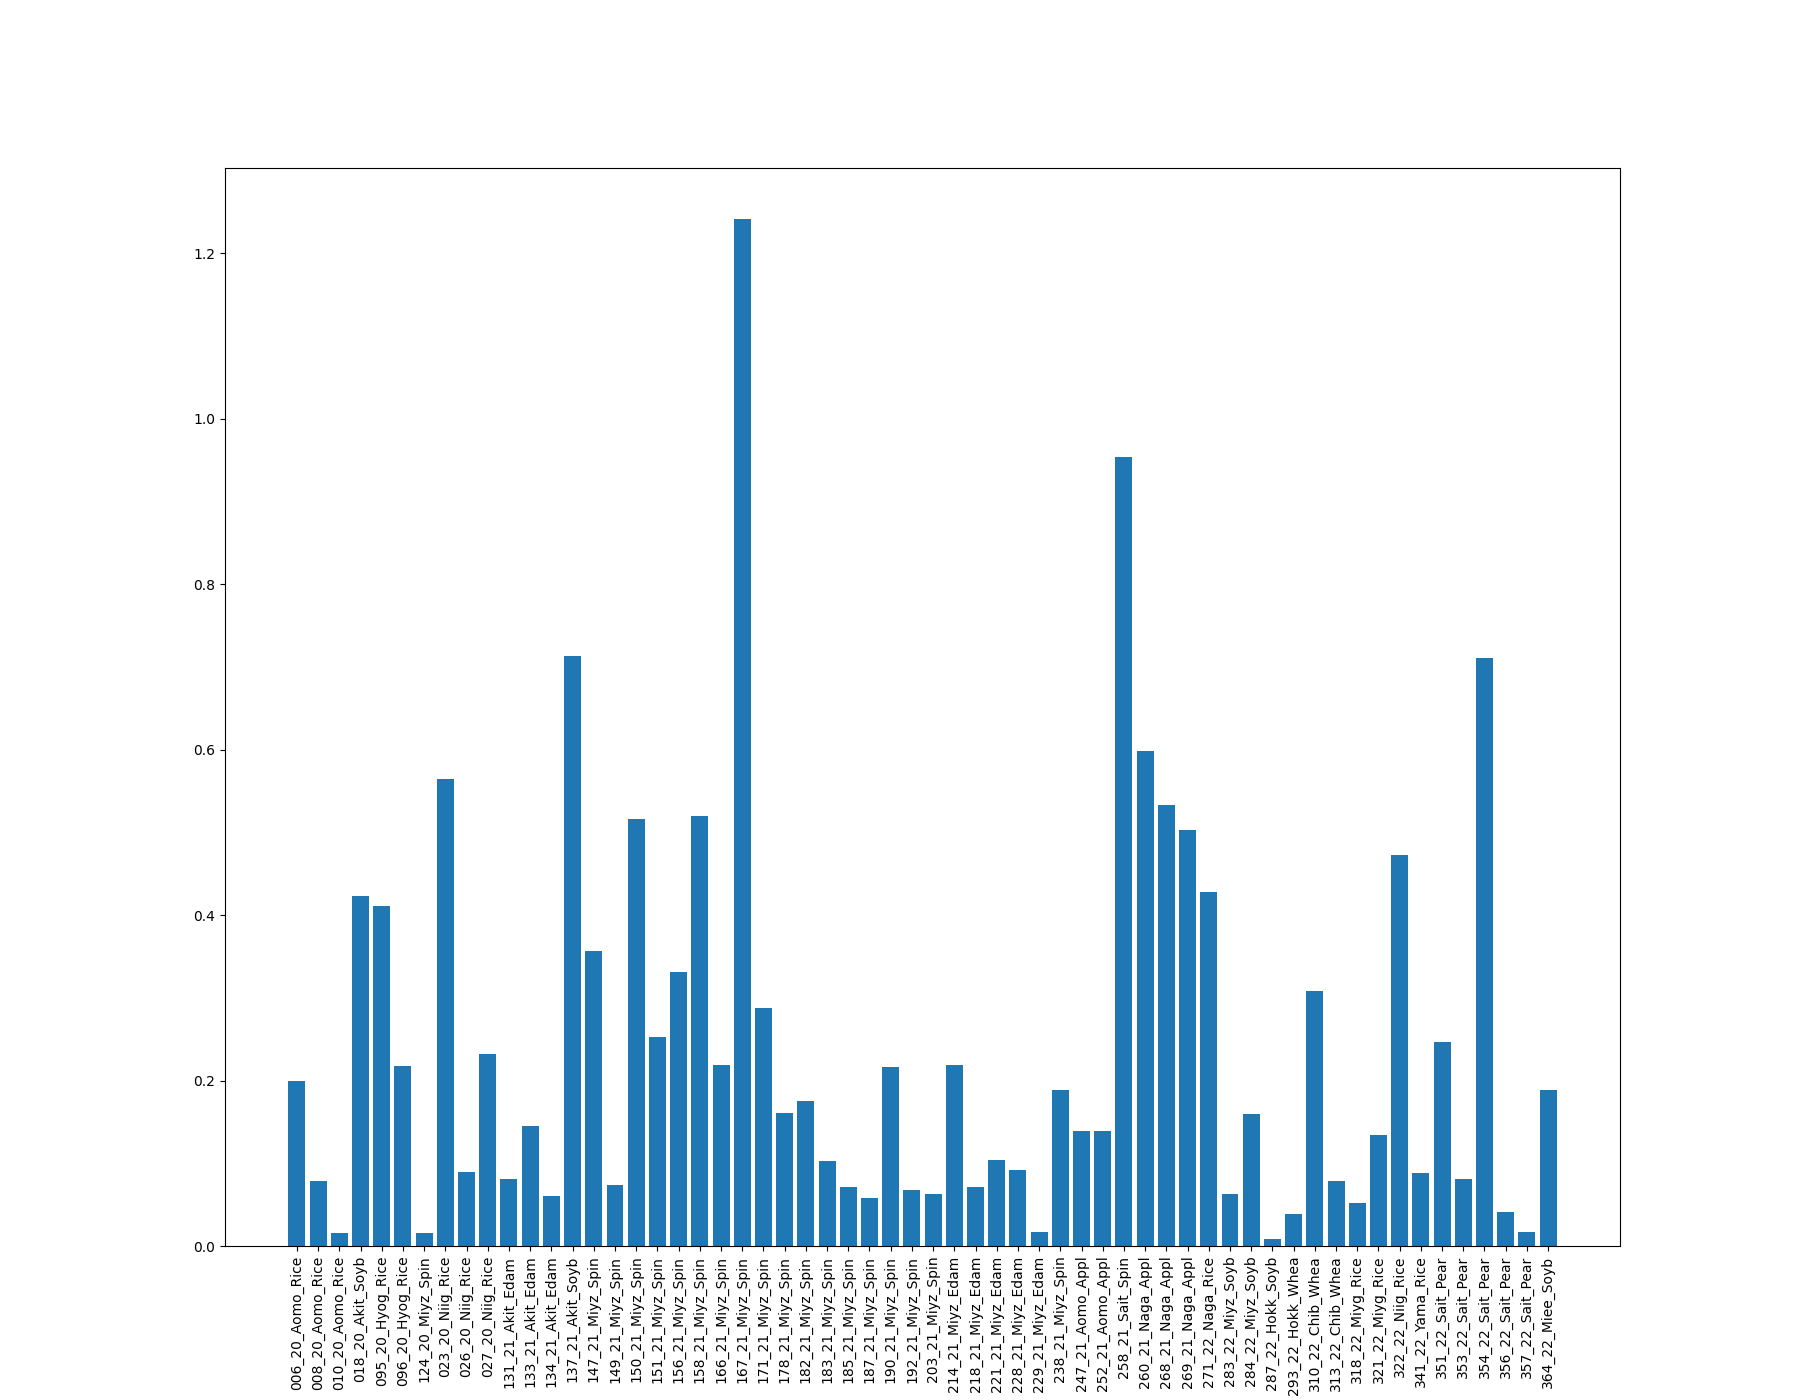 1.2
1.0
0.8
0.6
0.4
0.2
0.0
006_20_Aomo_Rice
008_20_Aomo_Rice
010_20_Aomo_Rice
018_20_Akit_Soyb
095_20_Hyog_Rice
096_20_Hyog_Rice
124_20_Miyz_Spin
023_20_Niig_Rice
026_20_Niig_Rice
027_20_Niig_Rice
131_21_Akit_Edam
133_21_Akit_Edam
134_21_Akit_Edam
137_21_Akit_Soyb
147_21_Miyz_Spin
149_21_Miyz_Spin
150_21_Miyz_Spin
151_21_Miyz_Spin
156_21_Miyz_Spin
158_21_Miyz_Spin
166_21_Miyz_Spin
167_21_Miyz_Spin
171_21_Miyz_Spin
178_21_Miyz_Spin
182_21_Miyz_Spin
183_21_Miyz_Spin
185_21_Miyz_Spin
187_21_Miyz_Spin
190_21_Miyz_Spin
192_21_Miyz_Spin
203_21_Miyz_Spin
214_21_Miyz_Edam
218_21_Miyz_Edam
221_21_Miyz_Edam
228_21_Miyz_Edam
229_21_Miyz_Edam
238_21_Miyz_Spin
247_21_Aomo_Appl
252_21_Aomo_Appl
258_21_Sait_Spin
260_21_Naga_Appl
268_21_Naga_Appl
269_21_Naga_Appl
271_22_Naga_Rice
283_22_Miyz_Soyb
284_22_Miyz_Soyb
287_22_Hokk_Soyb
293_22_Hokk_Whea
310_22_Chib_Whea
313_22_Chib_Whea
318_22_Miyg_Rice
321_22_Miyg_Rice
322_22_Niig_Rice
341_22_Yama_Rice
351_22_Sait_Pear
353_22_Sait_Pear
354_22_Sait_Pear
356_22_Sait_Pear
357_22_Sait_Pear
364_22_Miee_Soyb